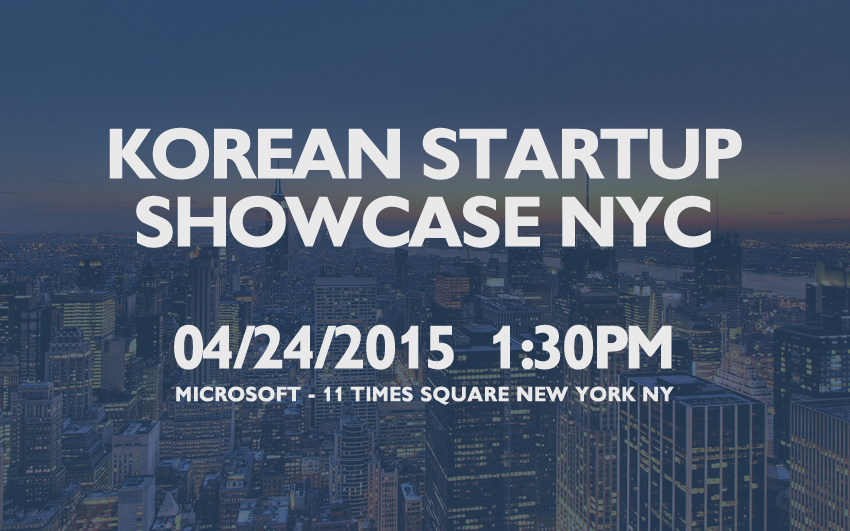 KOREAN STARTUP
SHOWCASE NYC
04/24/2015 1:30PM
MICROSOFT - 11 TIMES SQUARE NEW YORK NY